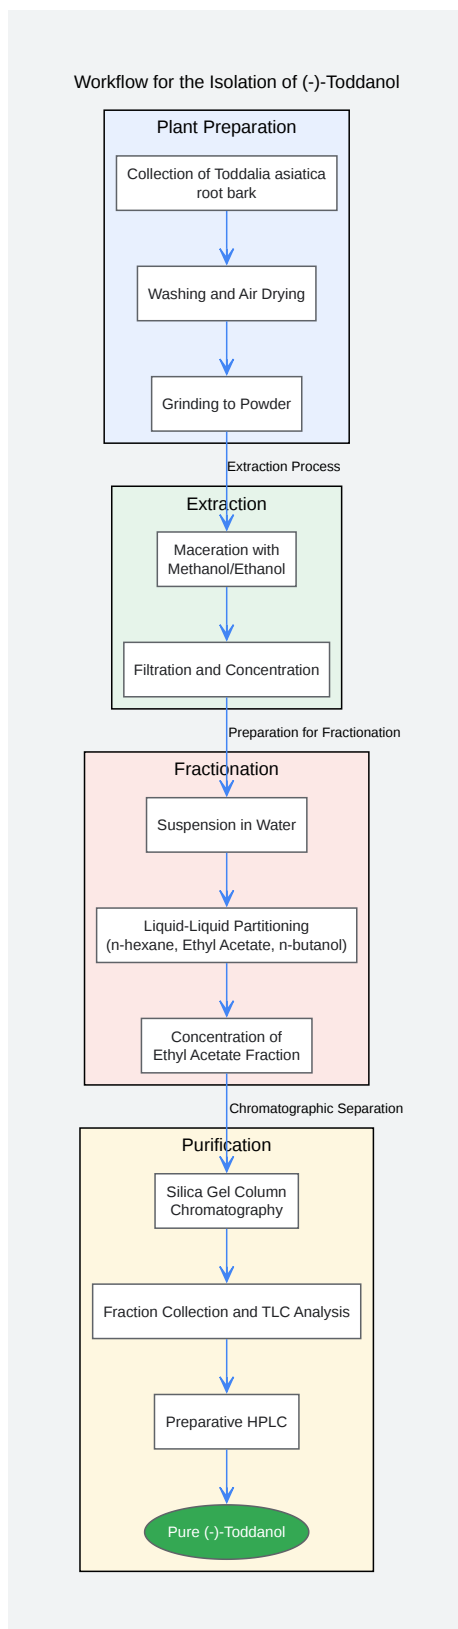 Workflow for the Isolation of (-)-Toddanol
Plant Preparation
Collection of Toddalia asiatica
root bark
Washing and Air Drying
Grinding to Powder
Extraction Process
Extraction
Maceration with
Methanol/Ethanol
Filtration and Concentration
Preparation for Fractionation
Fractionation
Suspension in Water
Liquid-Liquid Partitioning
(n-hexane, Ethyl Acetate, n-butanol)
Concentration of
Ethyl Acetate Fraction
Chromatographic Separation
Purification
Silica Gel Column
Chromatography
Fraction Collection and TLC Analysis
Preparative HPLC
Pure (-)-Toddanol